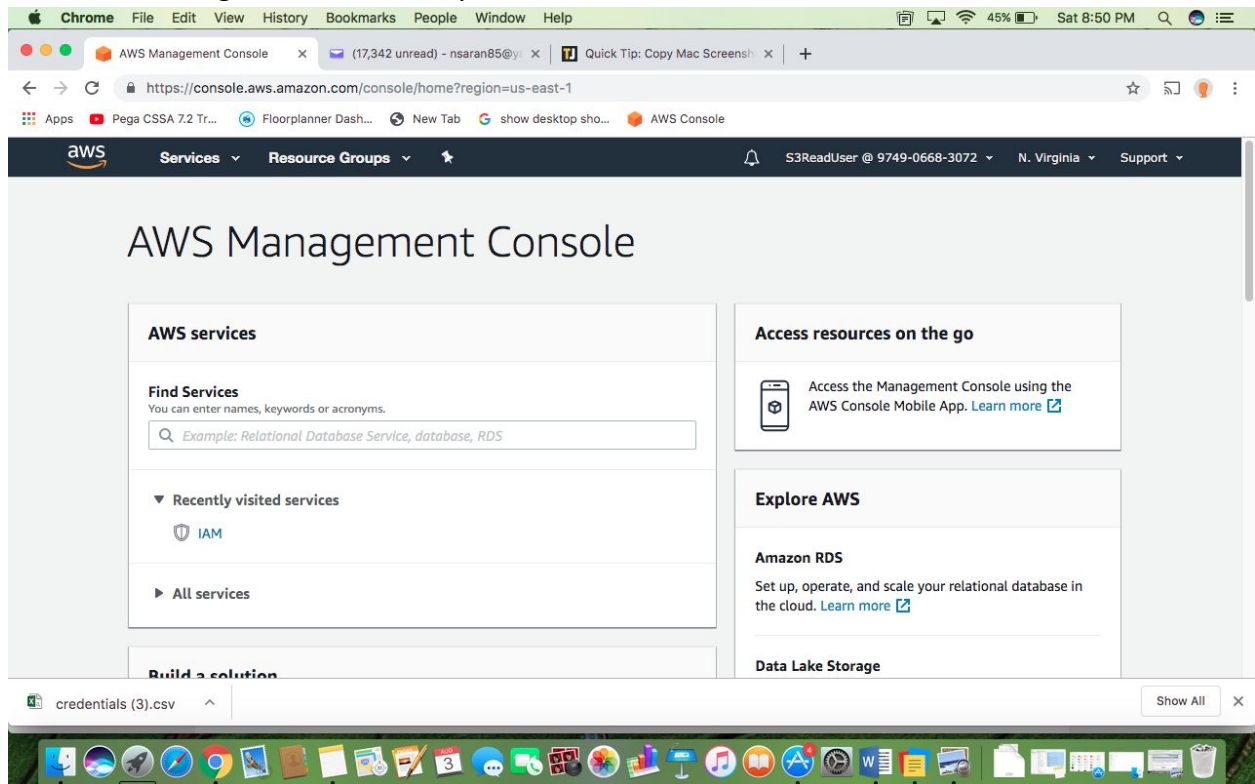 Chrome File Edit View History Bookmarks People Window Help 45% Sat 8:50 PM
AWS Management Console (17,342 unread) - nsaran85@y Quick Tip: Copy Mac Screensh
https://console.aws.amazon.com/console/home?region=us-east-1
Apps Pega CSSA 7.2 Tr... Floorplanner Dash... New Tab show desktop sho... AWS Console
aws Services Resource Groups S3ReadUser @ 9749-0668-3072 N. Virginia Support
AWS Management Console
AWS services
Find Services
You can enter names, keywords or acronyms.
Example: Relational Database Service, database, RDS
Recently visited services
IAM
All services
Build a solution
Access resources on the go
Access the Management Console using the
AWS Console Mobile App. Learn more
Explore AWS
Amazon RDS
Set up, operate, and scale your relational database in
the cloud. Learn more
Data Lake Storage
credentials (3).csv Show All
AUG
3